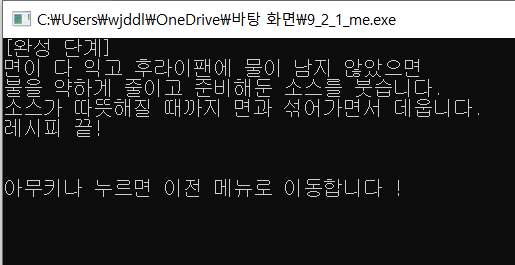 C:₩Users₩wjddl₩OneDrive₩바탕 화면₩9_2_1_me.exe
[완성 단계]
면이 다 익고 후라이팬에 물이 남지 않았으면
불을 약하게 줄이고 준비해둔 소스를 붓습니다.
소스가 따뜻해질 때까지 면과 섞어가면서 데웁니다.
레시피 끝!
아무키나 누르면 이전 메뉴로 이동합니다 !